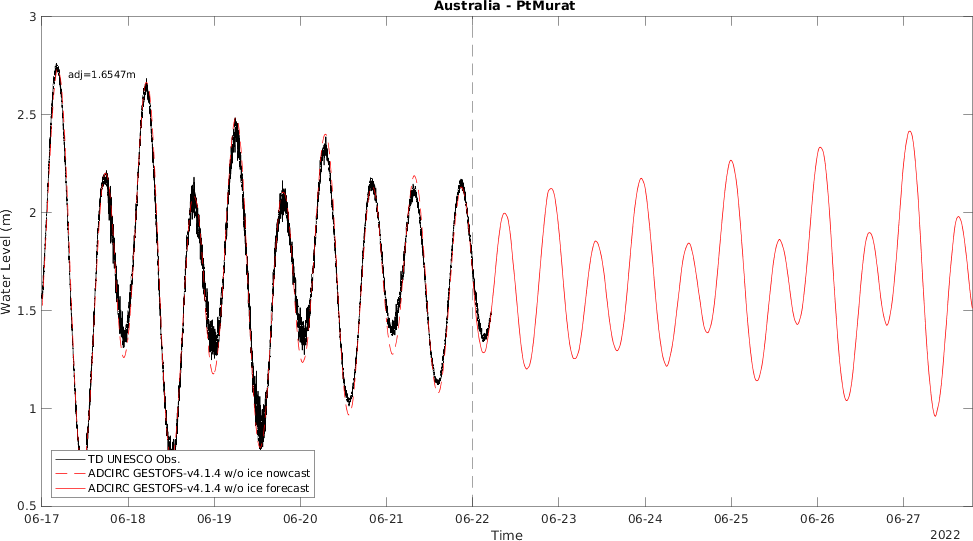 Australia - PtMurat
3
adj=1.6547m
2.5
2
Water Level (m)
1.5
1
TD UNESCO Obs.
ADCIRC GESTOFS-v4.1.4 w/o ice nowcast
ADCIRC GESTOFS-v4.1.4 w/o ice forecast
0.5
06-17 06-18 06-19 06-20 06-21 06-22 06-23 06-24 06-25 06-26 06-27
Time
2022